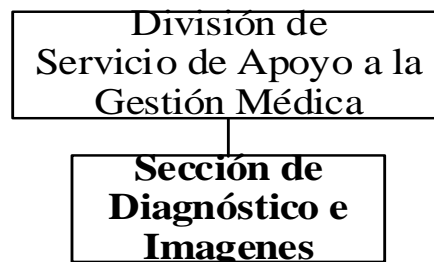 División de
Servicio de Apoyo a la
Gestión Médica
Sección de
Diagnóstico e
Imagenes